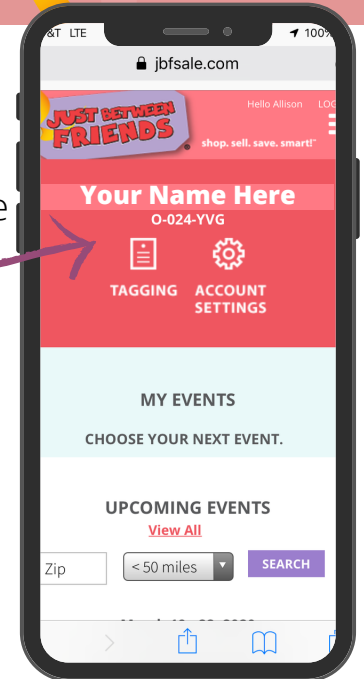 &T LTE 100%
jbfsale.com
Hello Allison LOG
JUST BETWEEN
FRIENDS
shop. sell. save. smart!
Your Name Here
O-024-YVG
TAGGING ACCOUNT
SETTINGS
e
MY EVENTS
CHOOSE YOUR NEXT EVENT.
UPCOMING EVENTS
View All
Zip < 50 miles SEARCH